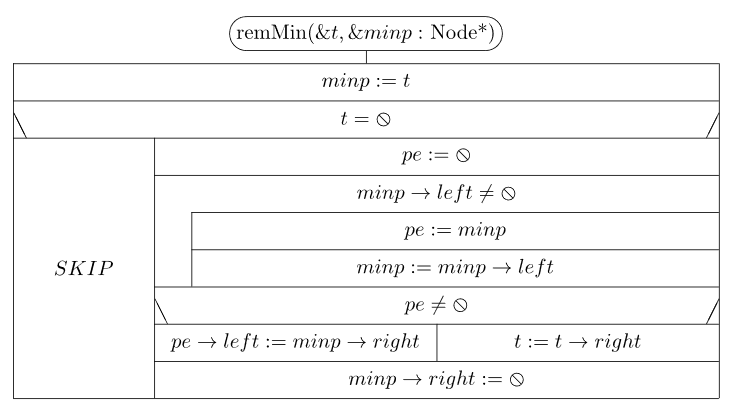 remMin(&t, &minp : Node*)
minp := t
t = ⦸
pe := ⦸
minp → left ≠ ⦸
pe := minp
SKIP
minp := minp → left
pe ≠ ⦸
pe → left := minp → right
t := t → right
minp → right := ⦸